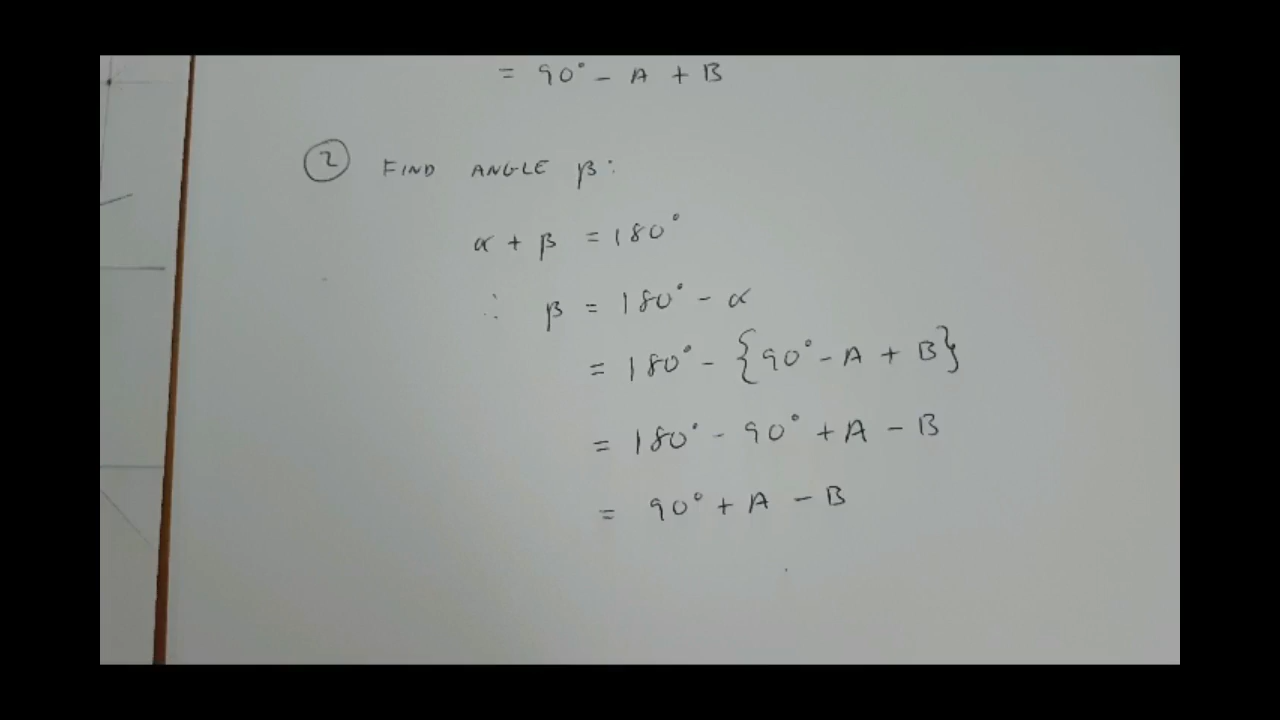 = 90° - A + B
2 FIND ANGLE β:
α + β = 180°
∴ β = 180° - α
= 180° - {90° - A + B}
= 180° - 90° + A - B
= 90° + A - B